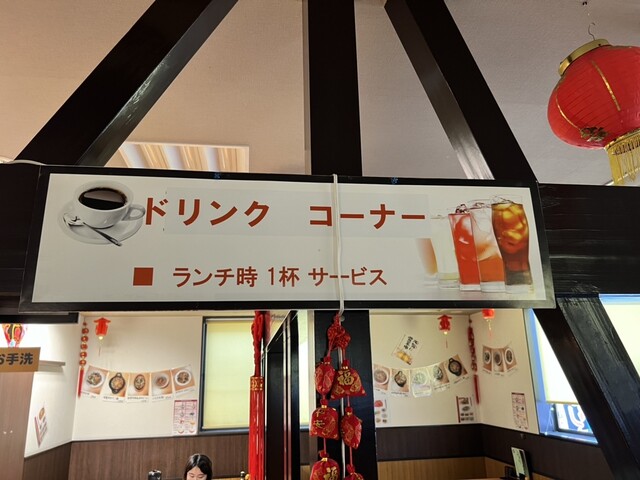 ドリンク コーナー
■ ランチ時 1杯 サービス
お手洗
福